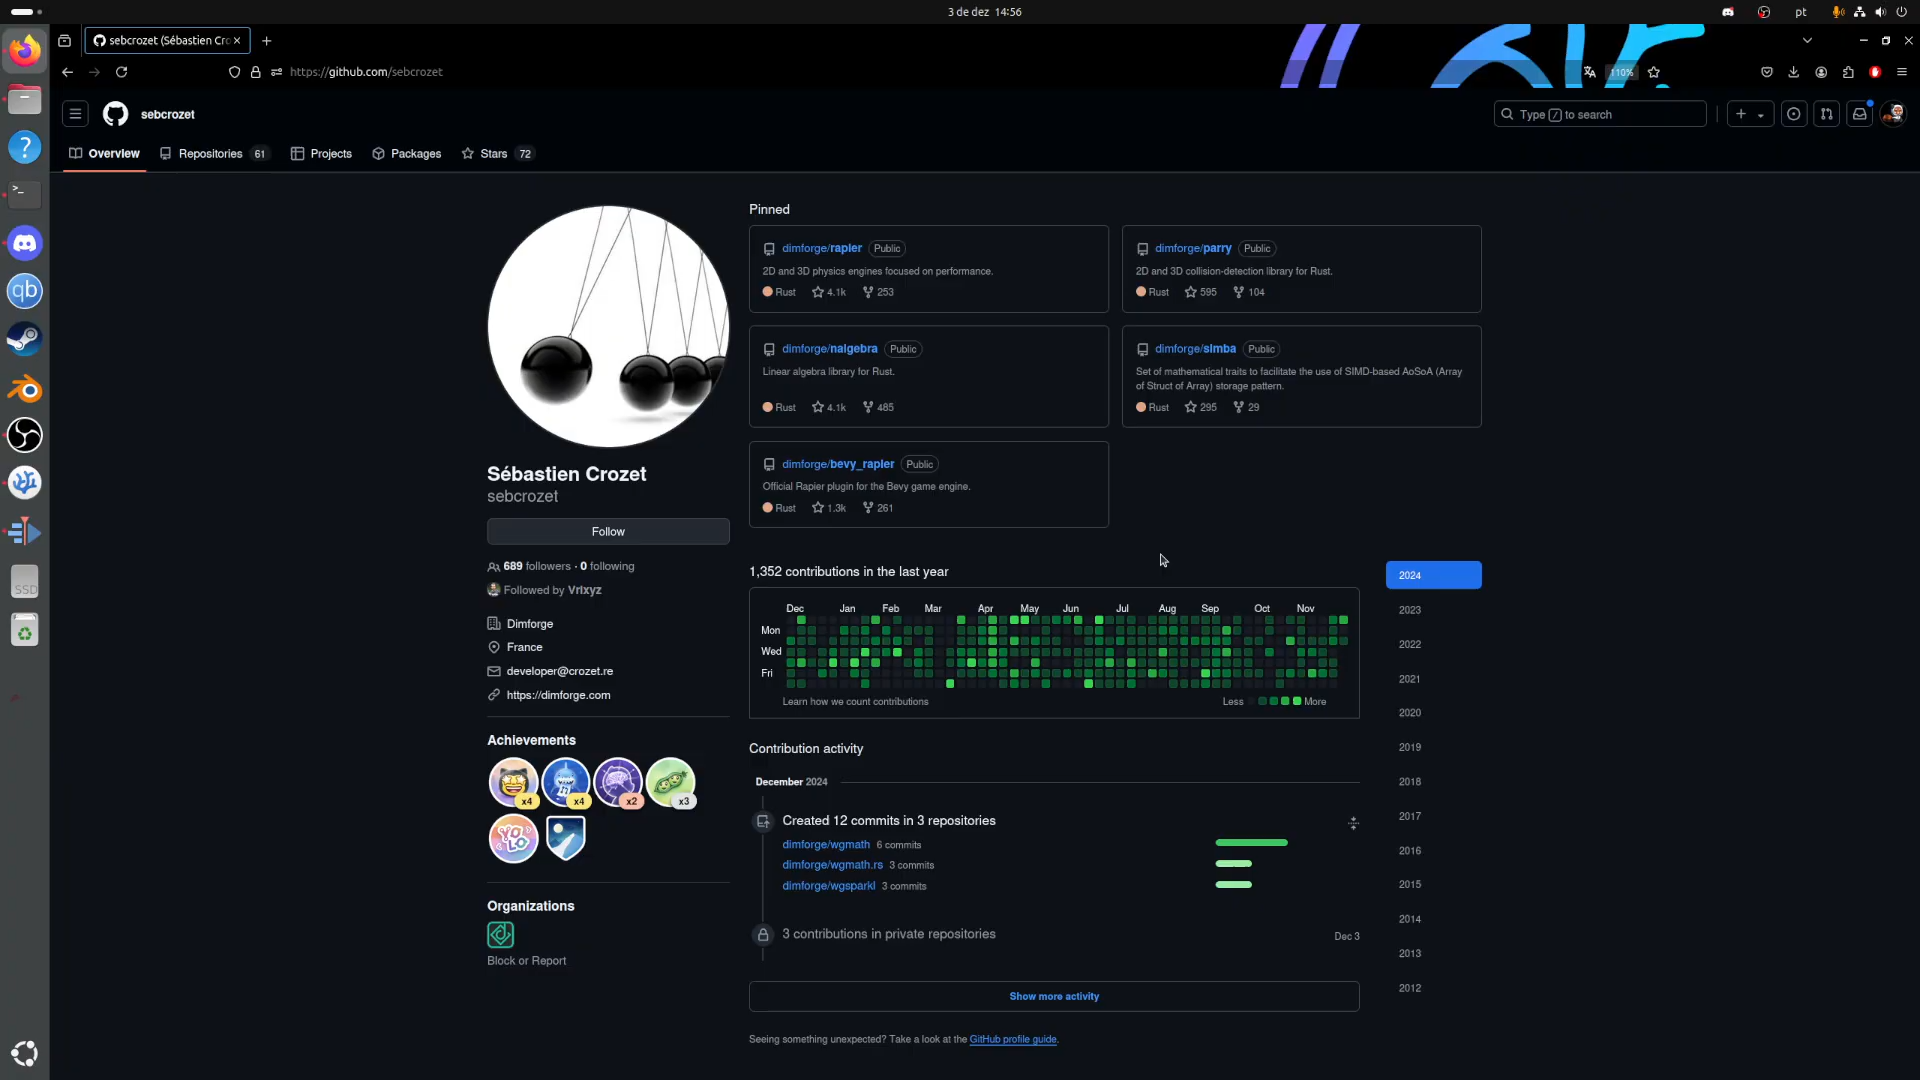 3 de dez 14:56
pt
sebcrozet (Sébastien Cro
https://github.com/sebcrozet
110%
sebcrozet
Type / to search
Overview
Repositories 61
Projects
Packages
Stars 72
Pinned
dimforge/rapier Public
2D and 3D physics engines focused on performance.
Rust 4.1k 253
dimforge/parry Public
2D and 3D collision-detection library for Rust.
Rust 595 104
dimforge/nalgebra Public
Linear algebra library for Rust.
Rust 4.1k 485
dimforge/simba Public
Set of mathematical traits to facilitate the use of SIMD-based AoSoA (Array
of Struct of Array) storage pattern.
Rust 295 29
dimforge/bevy_rapier Public
Official Rapier plugin for the Bevy game engine.
Rust 1.3k 261
Sébastien Crozet
sebcrozet
Follow
689 followers · 0 following
Followed by Vrixyz
Dimforge
France
developer@crozet.re
https://dimforge.com
Achievements
x4
x4
x2
x3
YOLO
Organizations
Block or Report
1,352 contributions in the last year
Dec Jan Feb Mar Apr May Jun Jul Aug Sep Oct Nov
Mon
Wed
Fri
Learn how we count contributions
Less More
2024
2023
2022
2021
2020
2019
2018
2017
2016
2015
2014
2013
2012
Contribution activity
December 2024
Created 12 commits in 3 repositories
dimforge/wgmath 6 commits
dimforge/wgmath.rs 3 commits
dimforge/wgsparkl 3 commits
3 contributions in private repositories
Dec 3
Show more activity
Seeing something unexpected? Take a look at the GitHub profile guide.
qb
SSD